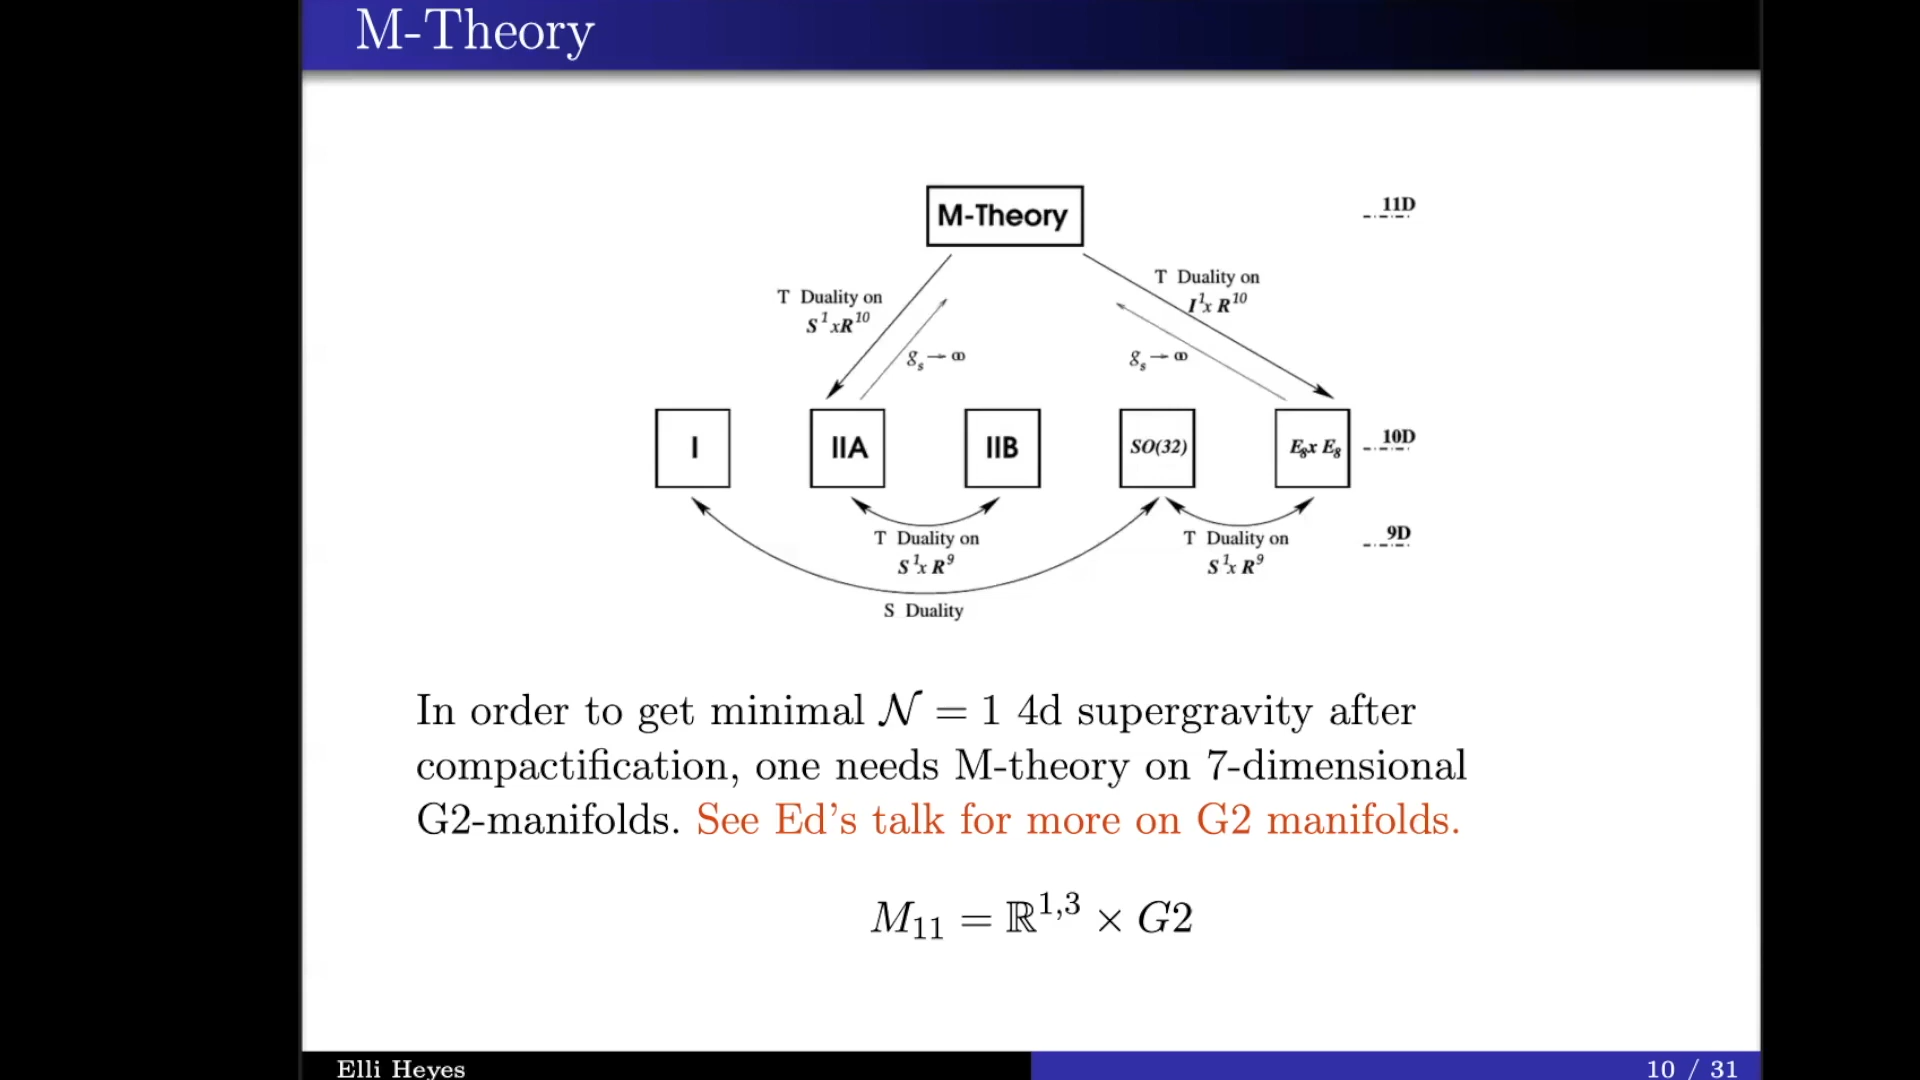 M-Theory
M-Theory
11D
T Duality on
I¹x R¹⁰
T Duality on
S¹xR¹⁰
gₛ → ∞
gₛ → ∞
I
IIA
IIB
SO(32)
E₈x E₈
10D
T Duality on
S¹x R⁹
T Duality on
S¹x R⁹
9D
S Duality
In order to get minimal 𝒩 = 1 4d supergravity after
compactification, one needs M-theory on 7-dimensional
G2-manifolds. See Ed's talk for more on G2 manifolds.
M₁₁ = ℝ¹,³ × G2
Elli Heyes
10 / 31